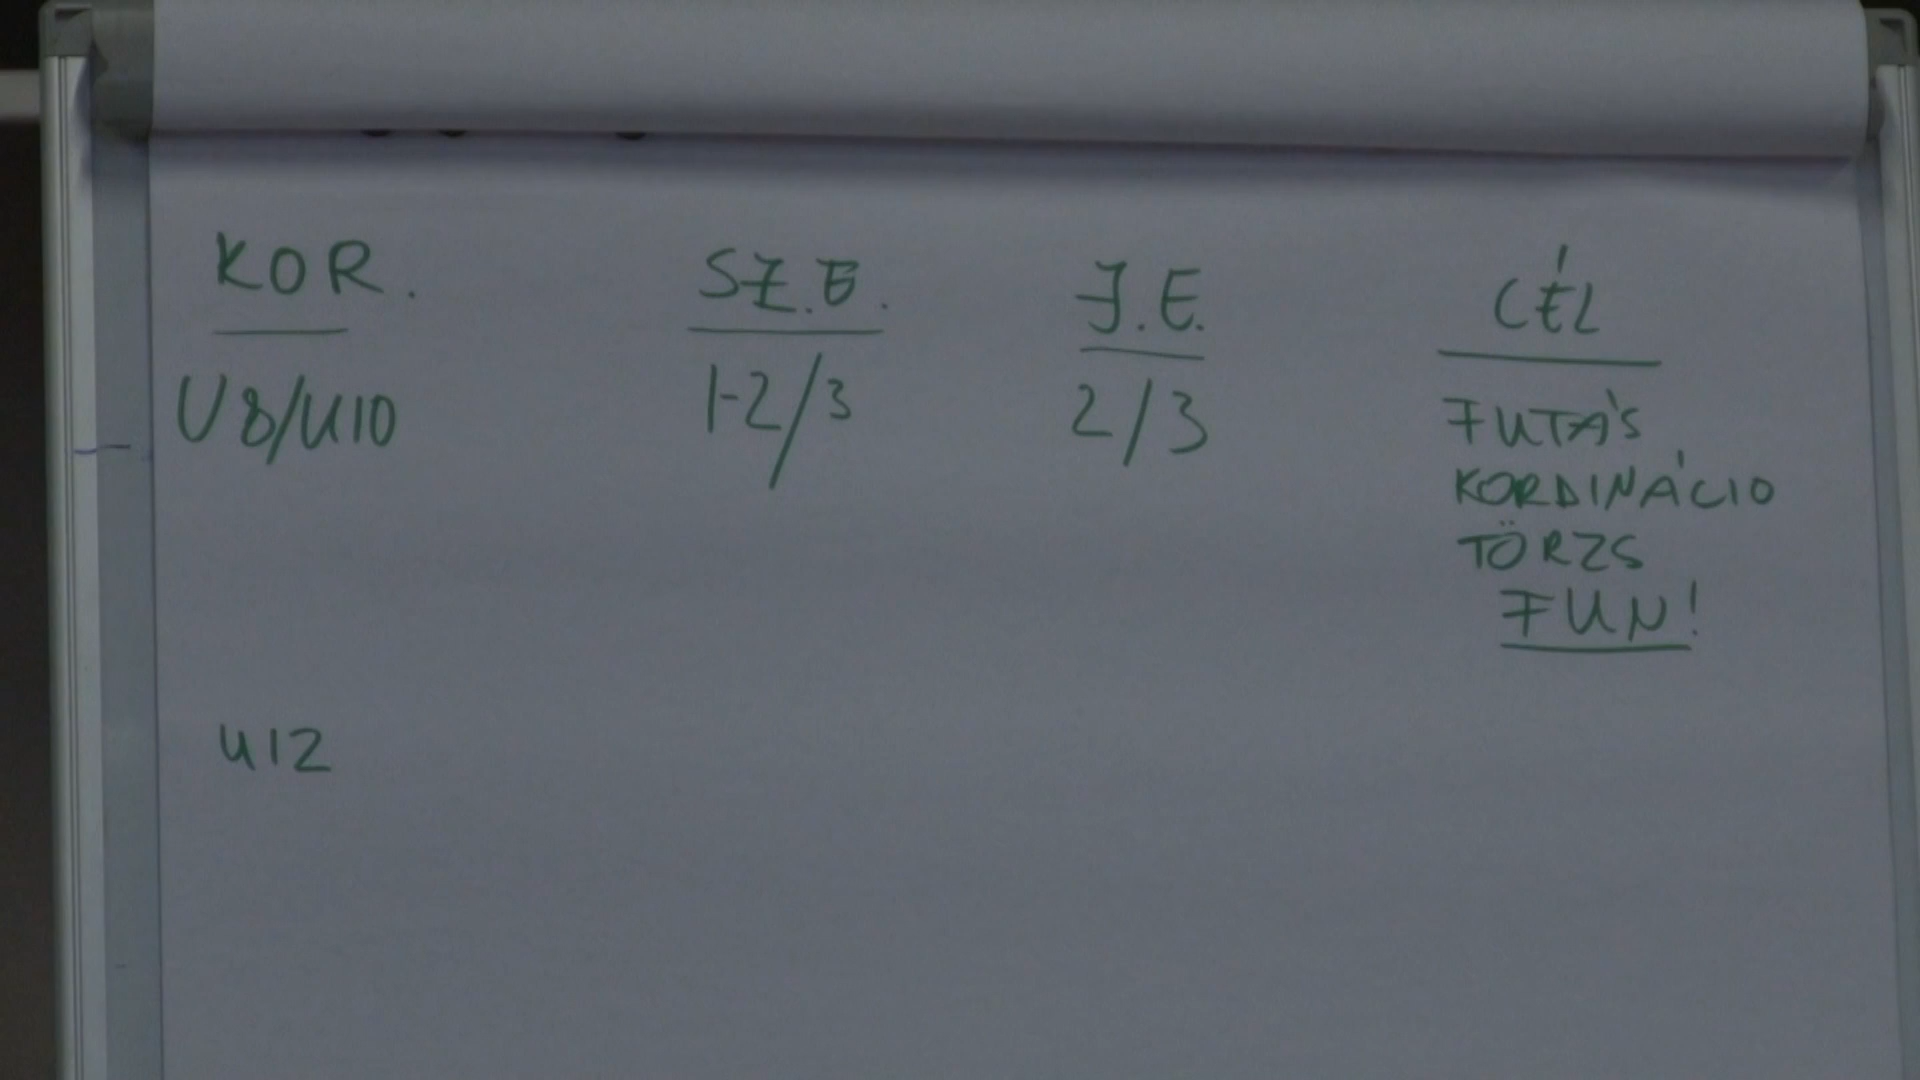 KOR. SZ.E. J.E. CÉL
U8/U10 1-2/3 2/3 FUTÁS
KORDINÁCIO
TÖRZS
FUN!
U12